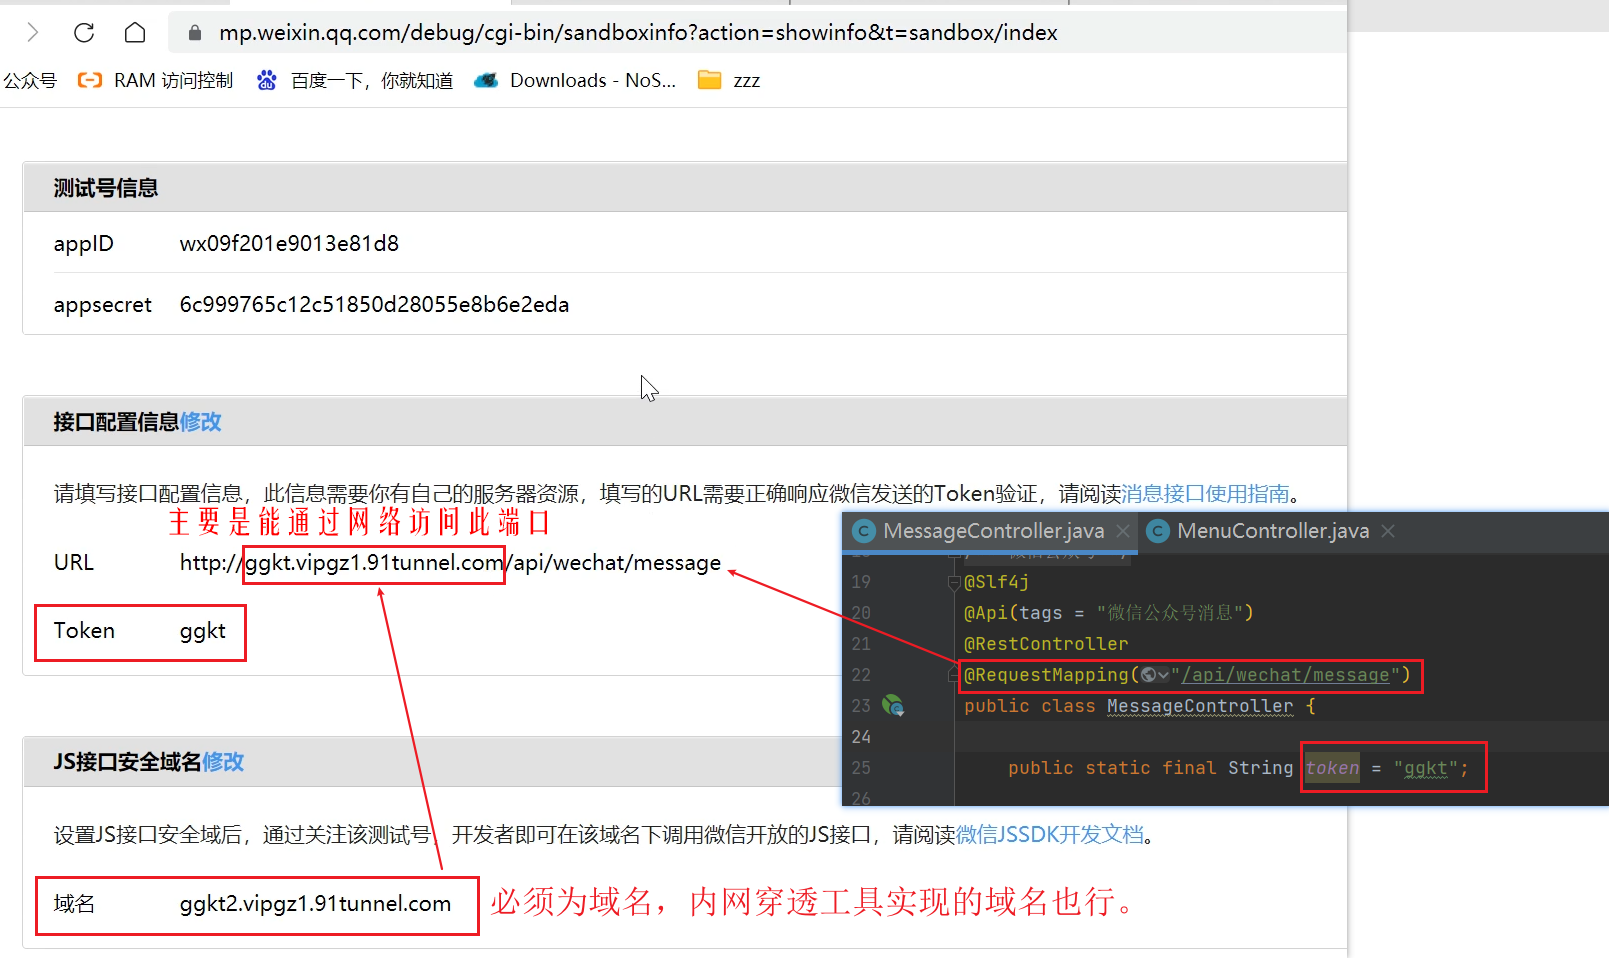 mp.weixin.qq.com/debug/cgi-bin/sandboxinfo?action=showinfo&t=sandbox/index
公众号 RAM 访问控制 百度一下，你就知道 Downloads - NoS... zzz
测试号信息
appID wx09f201e9013e81d8
appsecret 6c999765c12c51850d28055e8b6e2eda
接口配置信息修改
请填写接口配置信息，此信息需要你有自己的服务器资源，填写的URL需要正确响应微信发送的Token验证，请阅读消息接口使用指南。
主要是能通过网络访问此端口
URL http://ggkt.vipgz1.91tunnel.com/api/wechat/message
Token ggkt
MessageController.java MenuController.java
19 @Slf4j
20 @Api(tags = "微信公众号消息")
21 @RestController
22 @RequestMapping("/api/wechat/message")
23 public class MessageController {
24
25 public static final String token = "ggkt";
26
JS接口安全域名修改
设置JS接口安全域后，通过关注该测试号，开发者即可在该域名下调用微信开放的JS接口，请阅读微信JSSDK开发文档。
域名 ggkt2.vipgz1.91tunnel.com
必须为域名，内网穿透工具实现的域名也行。